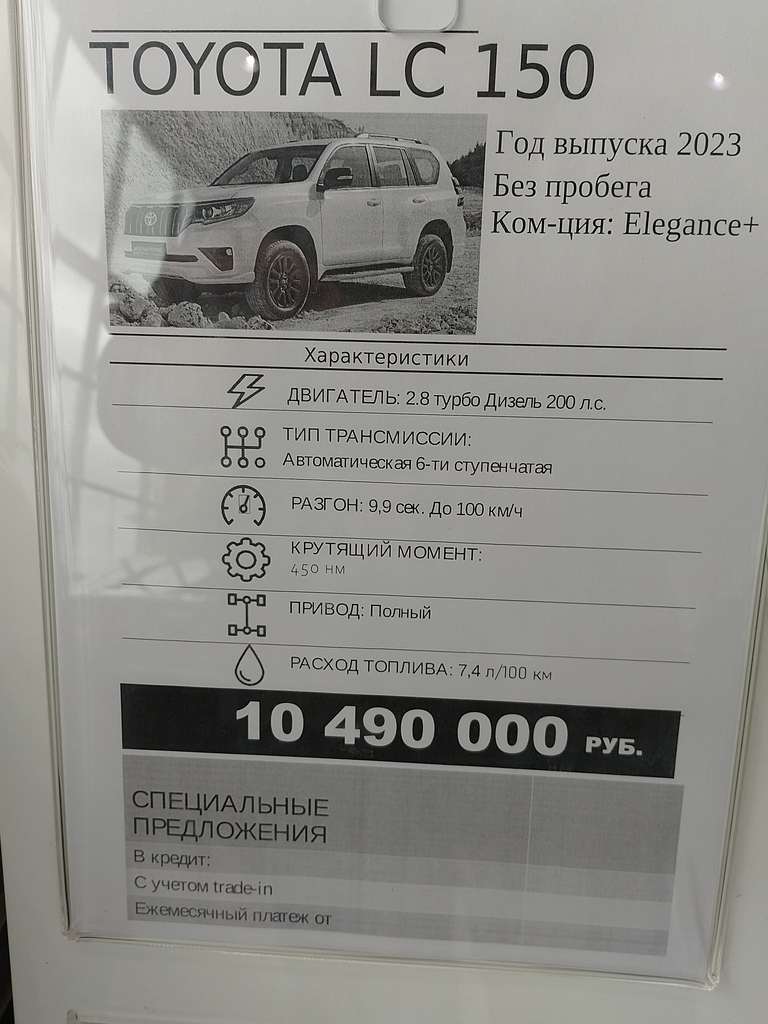 TOYOTA LC 150
Год выпуска 2023
Без пробега
Ком-ция: Elegance+
Характеристики
ДВИГАТЕЛЬ: 2.8 турбо Дизель 200 л.с.
ТИП ТРАНСМИССИИ:
Автоматическая 6-ти ступенчатая
РАЗГОН: 9,9 сек. До 100 км/ч
КРУТЯЩИЙ МОМЕНТ:
450 НМ
ПРИВОД: Полный
РАСХОД ТОПЛИВА: 7,4 л/100 км
10 490 000 РУБ.
СПЕЦИАЛЬНЫЕ
ПРЕДЛОЖЕНИЯ
В кредит:
С учетом trade-in
Ежемесячный платеж от